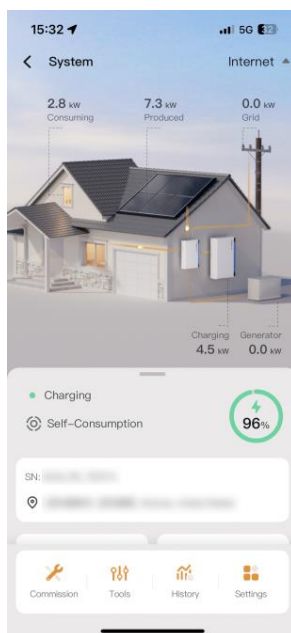 15:32
5G 32
System
Internet
2.8 kW
Consuming
7.3 kW
Produced
0.0 kW
Grid
Charging
4.5 kW
Generator
0.0 kW
Charging
Self-Consumption
96%
SN:
Commission
Tools
History
Settings